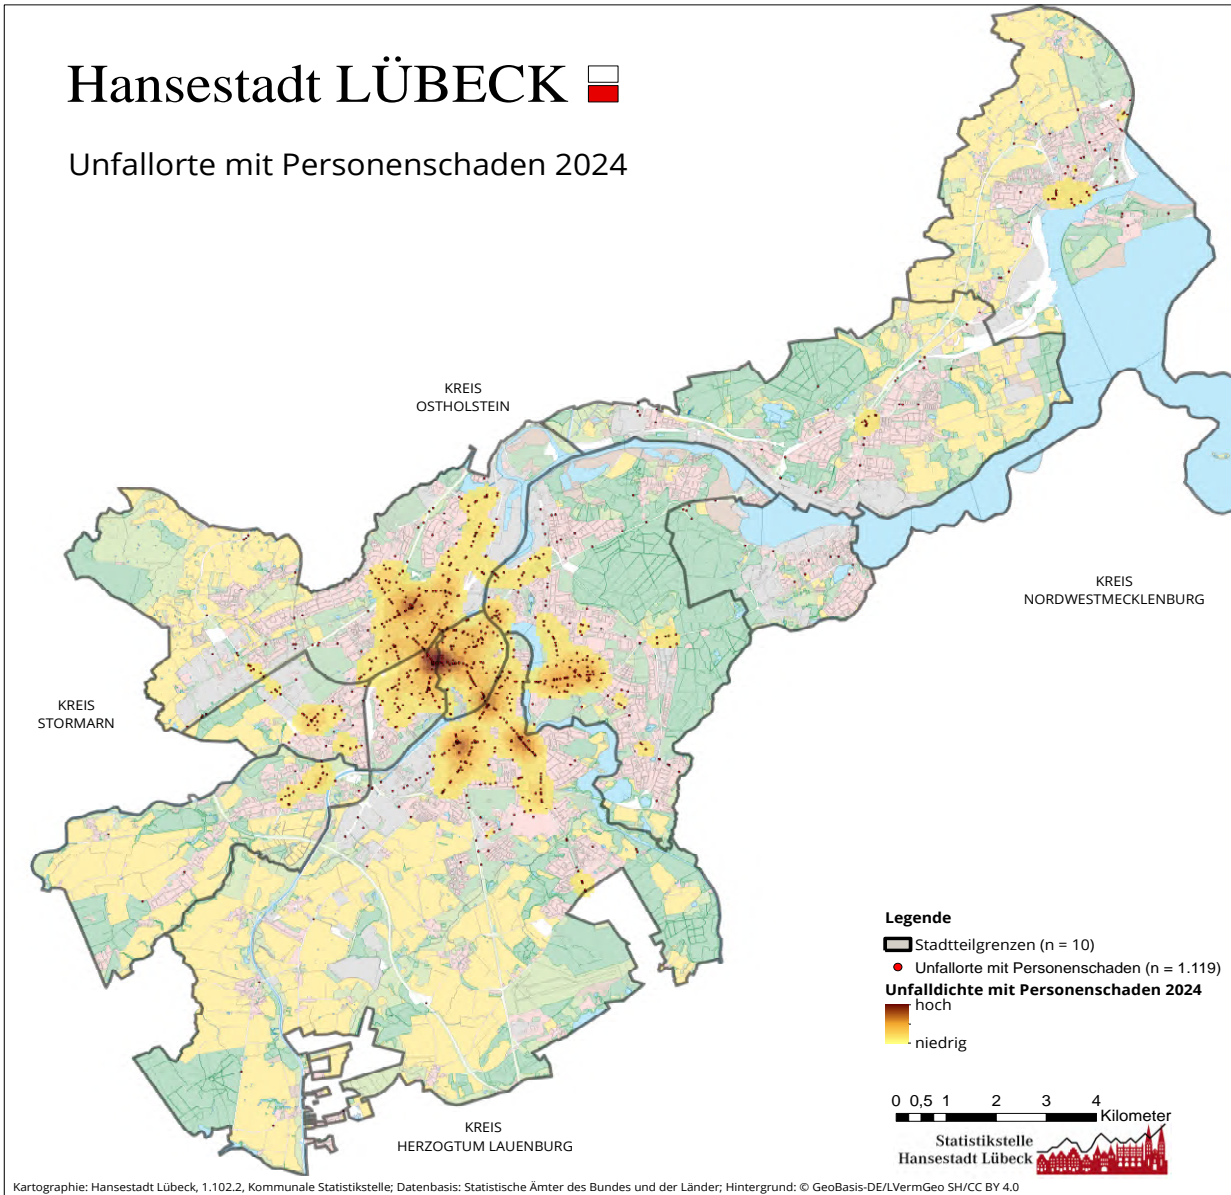 Hansestadt LÜBECK
Unfallorte mit Personenschaden 2024
KREIS
OSTHOLSTEIN
KREIS
NORDWESTMECKLENBURG
KREIS
STORMARN
KREIS
HERZOGTUM LAUENBURG
Legende
Stadtteilgrenzen (n = 10)
Unfallorte mit Personenschaden (n = 1.119)
Unfalldichte mit Personenschaden 2024
hoch
niedrig
0 0,5 1 2 3 4
Kilometer
Statistikstelle
Hansestadt Lübeck
Kartographie: Hansestadt Lübeck, 1.102.2, Kommunale Statistikstelle; Datenbasis: Statistische Ämter des Bundes und der Länder; Hintergrund: © GeoBasis-DE/LVermGeo SH/CC BY 4.0